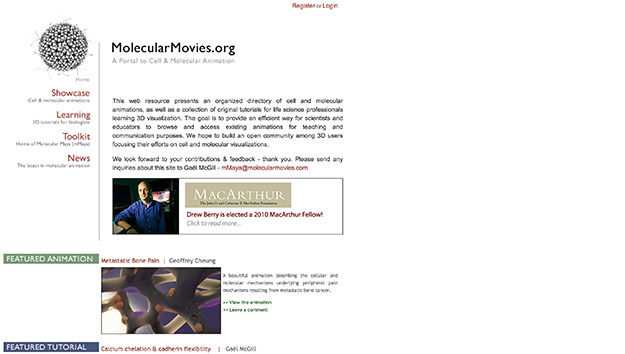 Register or Login
MolecularMovies.org
A Portal to Cell & Molecular Animation
Home
Showcase
Cell & molecular animations
Learning
3D tutorials for biologists
Toolkit
Home of Molecular Maya (mMaya)
News
The latest in molecular animation
This web resource presents an organized directory of cell and molecular
animations, as well as a collection of original tutorials for life science professionals
learning 3D visualization. The goal is to provide an efficient way for scientists and
educators to browse and access existing animations for teaching and
communication purposes. We hope to build an open community among 3D users
focusing their efforts on cell and molecular visualizations.
We look forward to your contributions & feedback - thank you. Please send any
inquiries about this site to Gaël McGill - mMaya@molecularmovies.com
MACARTHUR
The John D. and Catherine T. MacArthur Foundation
Drew Berry is elected a 2010 MacArthur Fellow!
Click to read more...
FEATURED ANIMATION
Metastatic Bone Pain | Geoffrey Cheung
A beautiful animation describing the cellular and
molecular mechanisms underlying peripheral pain
mechanisms resulting from metastatic bone cancer.
>> View the animation
>> Leave a comment
FEATURED TUTORIAL
Calcium chelation & cadherin flexibility | Gaël McGill